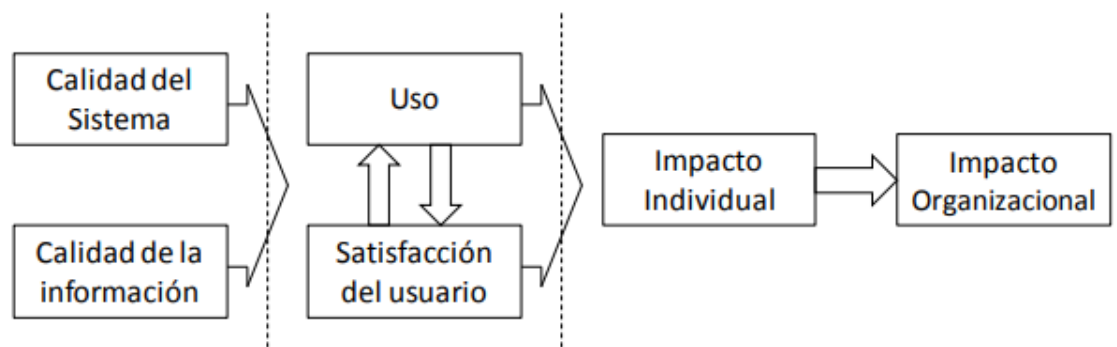 Calidad del
Sistema
Uso
Calidad de la
información
Satisfacción
del usuario
Impacto
Individual
Impacto
Organizacional